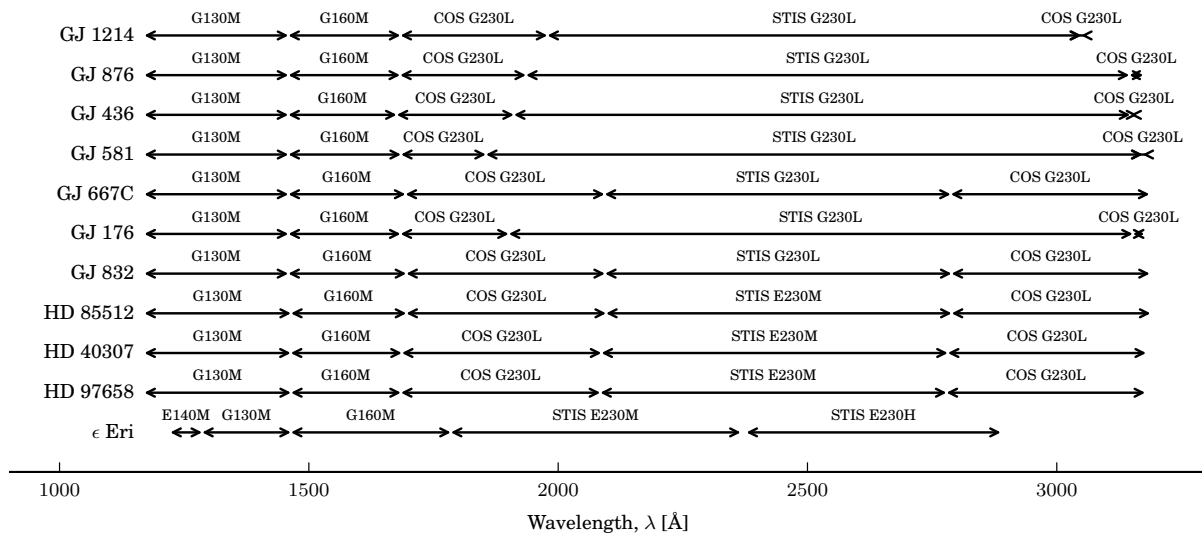 G130M G160M COS G230L STIS G230L COS G230L
GJ 1214
G130M G160M COS G230L STIS G230L COS G230L
GJ 876
G130M G160M COS G230L STIS G230L COS G230L
GJ 436
G130M G160M COS G230L STIS G230L COS G230L
GJ 581
G130M G160M COS G230L STIS G230L COS G230L
GJ 667C
G130M G160M COS G230L STIS G230L COS G230L
GJ 176
G130M G160M COS G230L STIS G230L COS G230L
GJ 832
G130M G160M COS G230L STIS E230M COS G230L
HD 85512
G130M G160M COS G230L STIS E230M COS G230L
HD 40307
G130M G160M COS G230L STIS E230M COS G230L
HD 97658
E140M G130M G160M STIS E230M STIS E230H
ϵ Eri
1000 1500 2000 2500 3000
Wavelength, λ [Å]